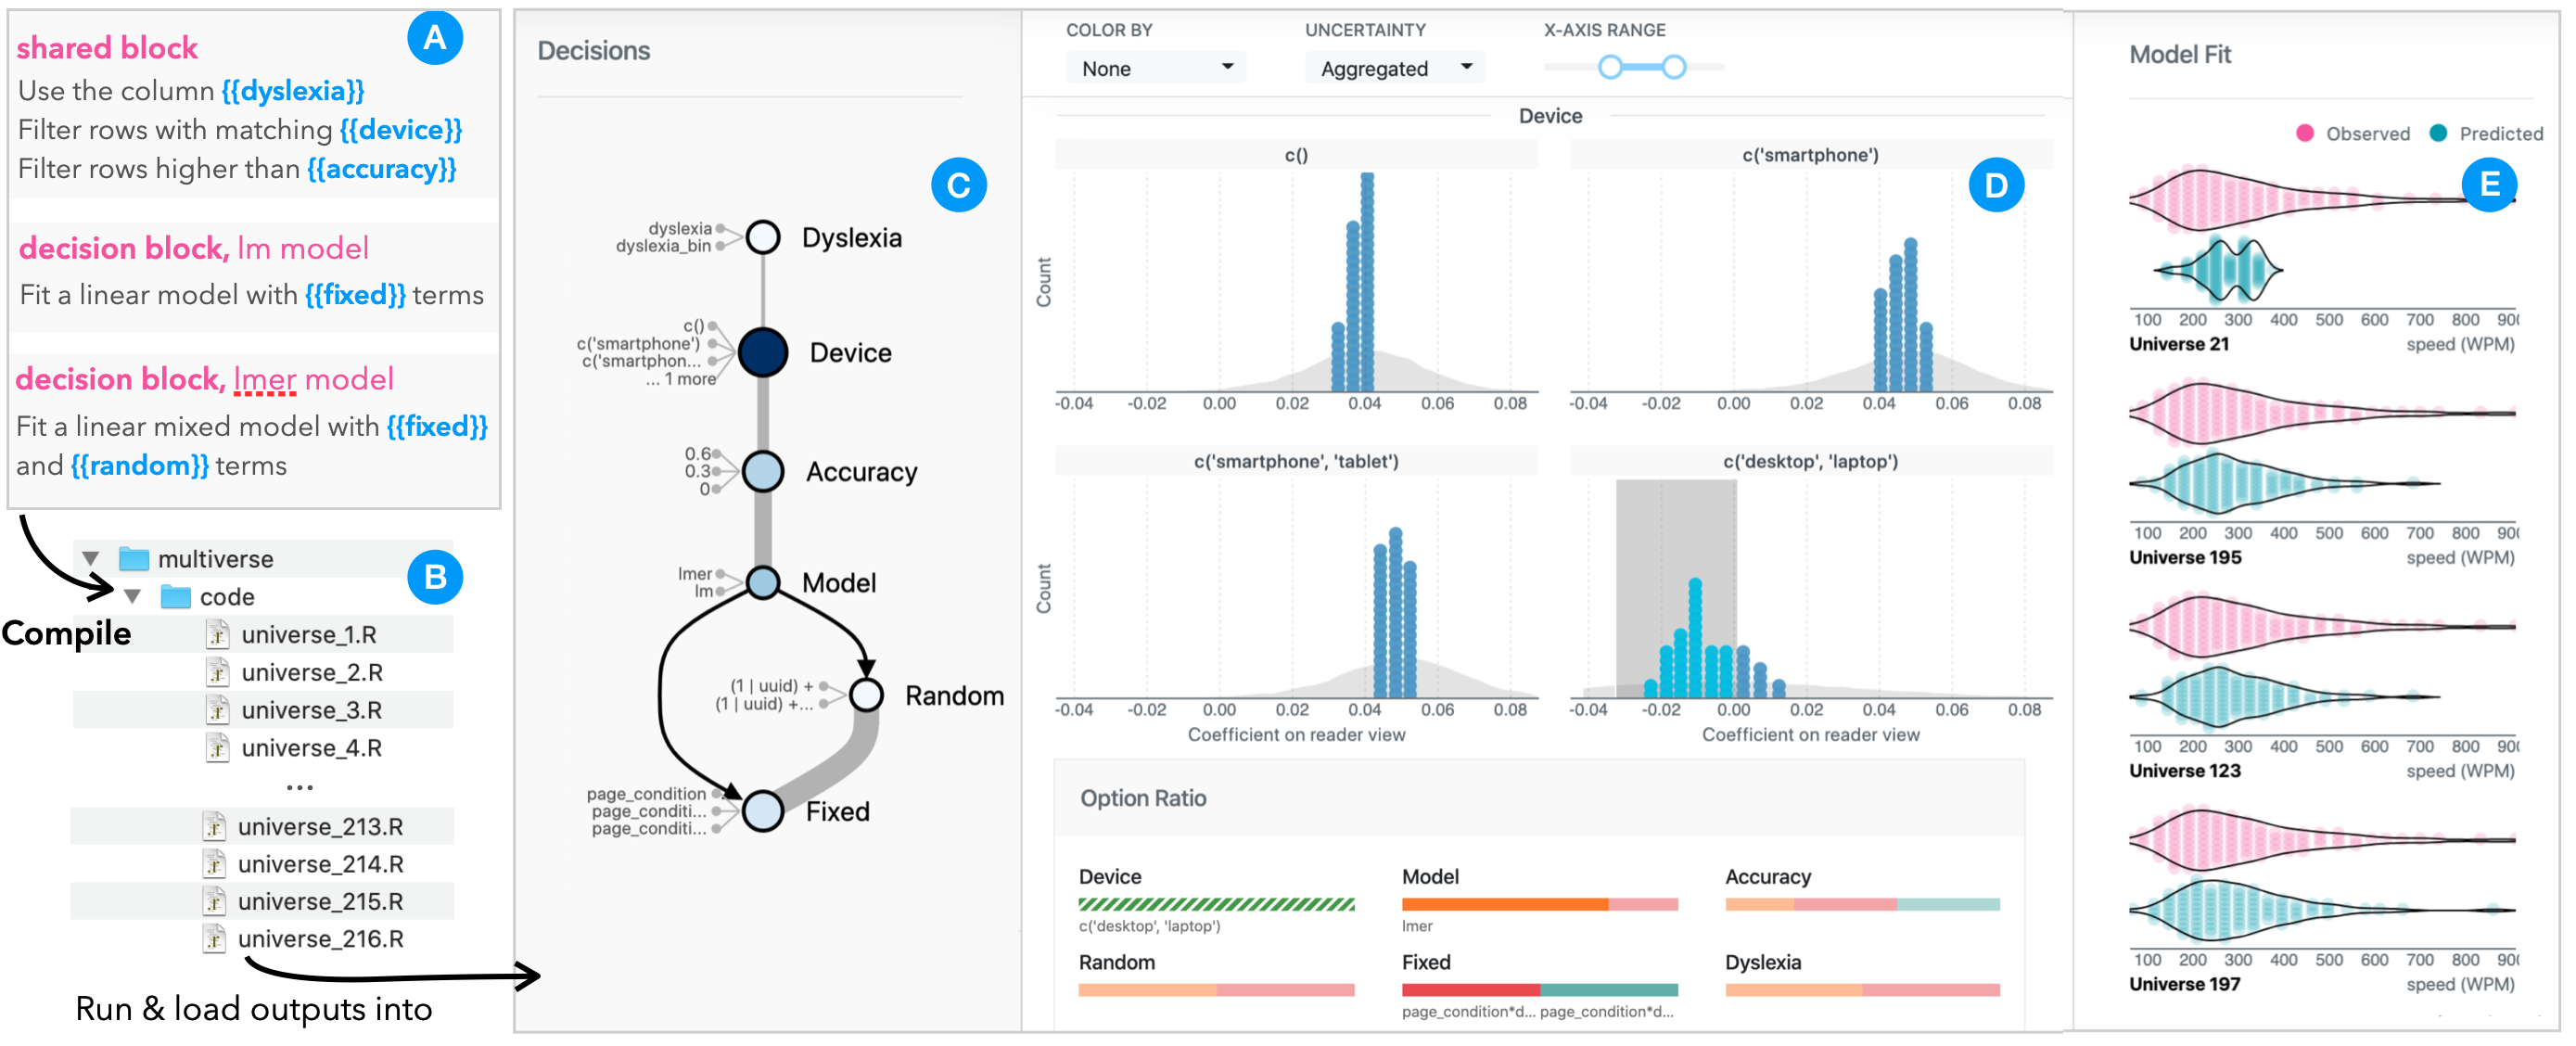 A
shared block
Use the column {{dyslexia}}
Filter rows with matching {{device}}
Filter rows higher than {{accuracy}}
decision block, lm model
Fit a linear model with {{fixed}} terms
decision block, lmer model
Fit a linear mixed model with {{fixed}}
and {{random}} terms
Compile
B
multiverse
code
universe_1.R
universe_2.R
universe_3.R
universe_4.R
...
universe_213.R
universe_214.R
universe_215.R
universe_216.R
Run & load outputs into
Decisions
C
dyslexia
dyslexia_bin
Dyslexia
c()
c('smartphone')
c('smartphon...
... 1 more
Device
0.6
0.3
0
Accuracy
lmer
lm
Model
(1 | uuid) +
(1 | uuid) +...
Random
page_condition
page_conditi...
page_conditi...
Fixed
COLOR BY
None
UNCERTAINTY
Aggregated
X-AXIS RANGE
D
Device
c()
c('smartphone')
Count
-0.04 -0.02 0.00 0.02 0.04 0.06 0.08
-0.04 -0.02 0.00 0.02 0.04 0.06 0.08
c('smartphone', 'tablet')
c('desktop', 'laptop')
Count
-0.04 -0.02 0.00 0.02 0.04 0.06 0.08
-0.04 -0.02 0.00 0.02 0.04 0.06 0.08
Coefficient on reader view
Coefficient on reader view
Option Ratio
Device
c('desktop', 'laptop')
Model
lmer
Accuracy
Random
Fixed
page_condition*d... page_condition*d...
Dyslexia
Model Fit
Observed
Predicted
E
100 200 300 400 500 600 700 800 900
Universe 21
speed (WPM)
100 200 300 400 500 600 700 800 900
Universe 195
speed (WPM)
100 200 300 400 500 600 700 800 900
Universe 123
speed (WPM)
100 200 300 400 500 600 700 800 900
Universe 197
speed (WPM)